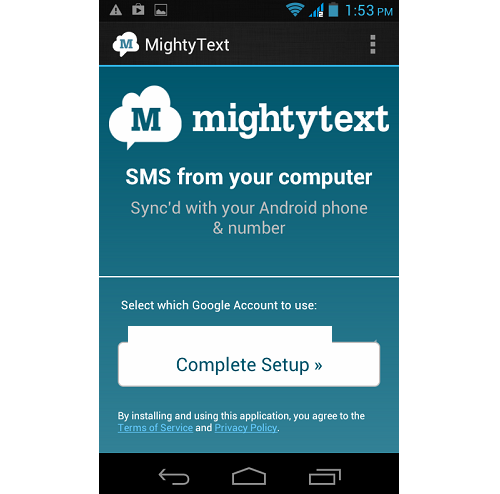 1:53 PM
M MightyText
M mightytext
SMS from your computer
Sync'd with your Android phone
& number
Select which Google Account to use:
Complete Setup »
By installing and using this application, you agree to the
Terms of Service and Privacy Policy.